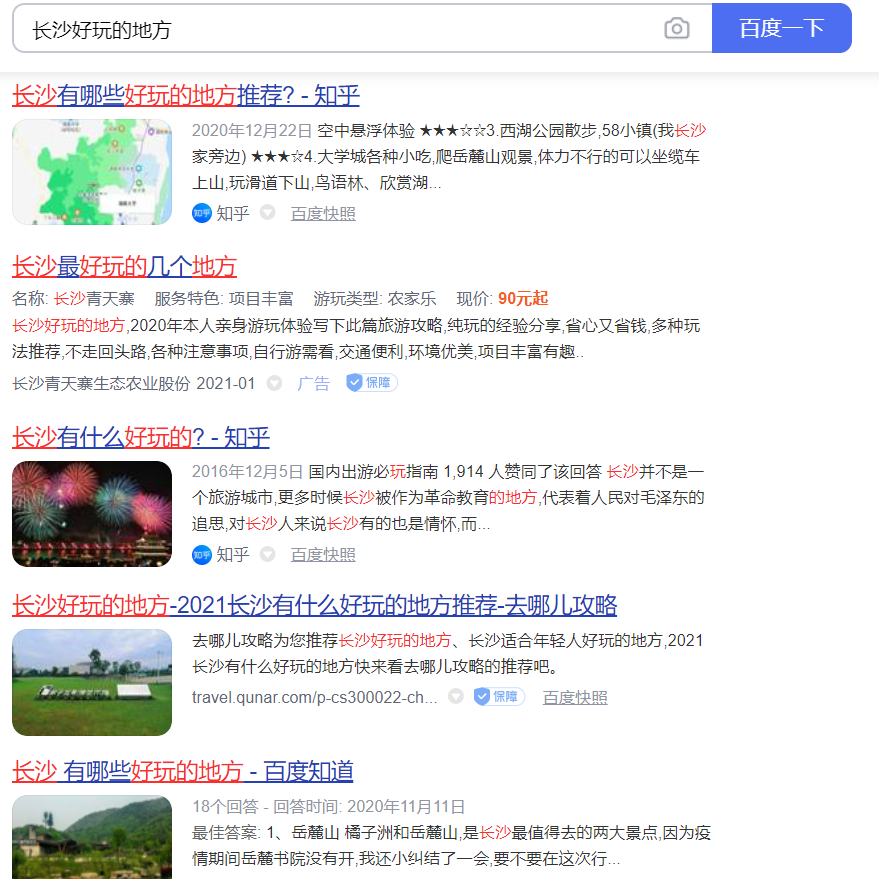 长沙好玩的地方
百度一下
长沙有哪些好玩的地方推荐? - 知乎
2020年12月22日 空中悬浮体验 ★★★☆☆3.西湖公园散步,58小镇(我长沙
家旁边) ★★★☆4.大学城各种小吃,爬岳麓山观景,体力不行的可以坐缆车
上山,玩滑道下山,鸟语林、欣赏湖...
知乎 知乎 百度快照
长沙最好玩的几个地方
名称: 长沙青天寨 服务特色: 项目丰富 游玩类型: 农家乐 现价: 90元起
长沙好玩的地方,2020年本人亲身游玩体验写下此篇旅游攻略,纯玩的经验分享,省心又省钱,多种玩
法推荐,不走回头路,各种注意事项,自行游需看,交通便利,环境优美,项目丰富有趣..
长沙青天寨生态农业股份 2021-01 广告 保障
长沙有什么好玩的? - 知乎
2016年12月5日 国内出游必玩指南 1,914 人赞同了该回答 长沙并不是一
个旅游城市,更多时候长沙被作为革命教育的地方,代表着人民对毛泽东的
追思,对长沙人来说长沙有的也是情怀,而...
知乎 知乎 百度快照
长沙好玩的地方-2021长沙有什么好玩的地方推荐-去哪儿攻略
去哪儿攻略为您推荐长沙好玩的地方、长沙适合年轻人好玩的地方,2021
长沙有什么好玩的地方快来看去哪儿攻略的推荐吧。
travel.qunar.com/p-cs300022-ch... 保障 百度快照
长沙 有哪些好玩的地方 - 百度知道
18个回答 - 回答时间: 2020年11月11日
最佳答案: 1、岳麓山 橘子洲和岳麓山,是长沙最值得去的两大景点,因为疫
情期间岳麓书院没有开,我还小纠结了一会,要不要在这次行...